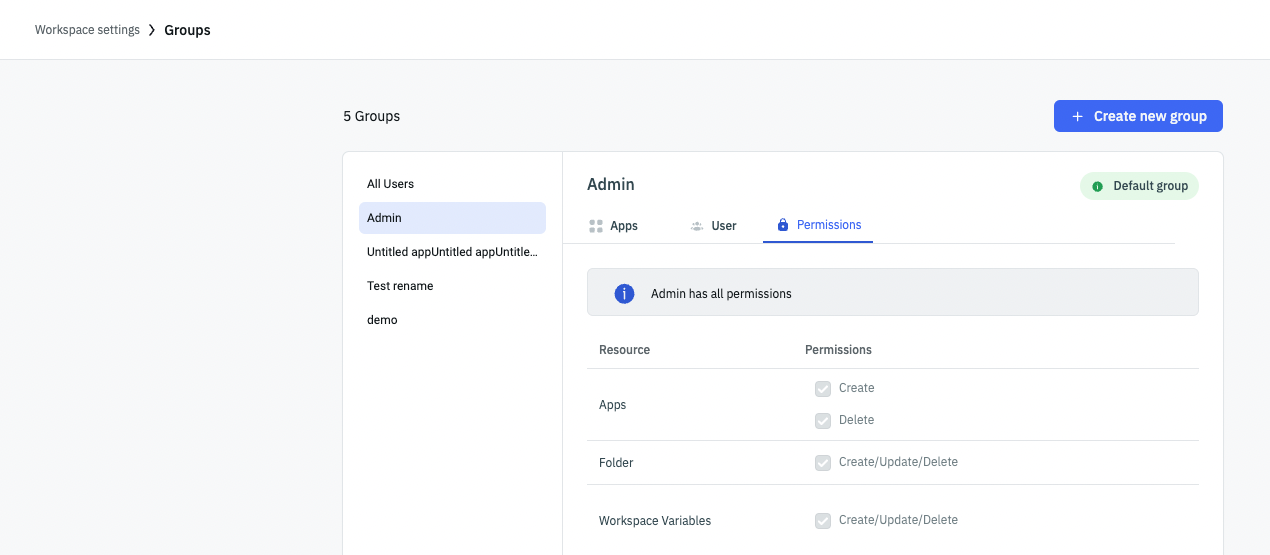 Workspace settings > Groups
5 Groups
+ Create new group
All Users
Admin
Untitled appUntitled appUntitle...
Test rename
demo
Admin
Default group
Apps
User
Permissions
Admin has all permissions
Resource Permissions
Apps
Create
Delete
Folder
Create/Update/Delete
Workspace Variables
Create/Update/Delete